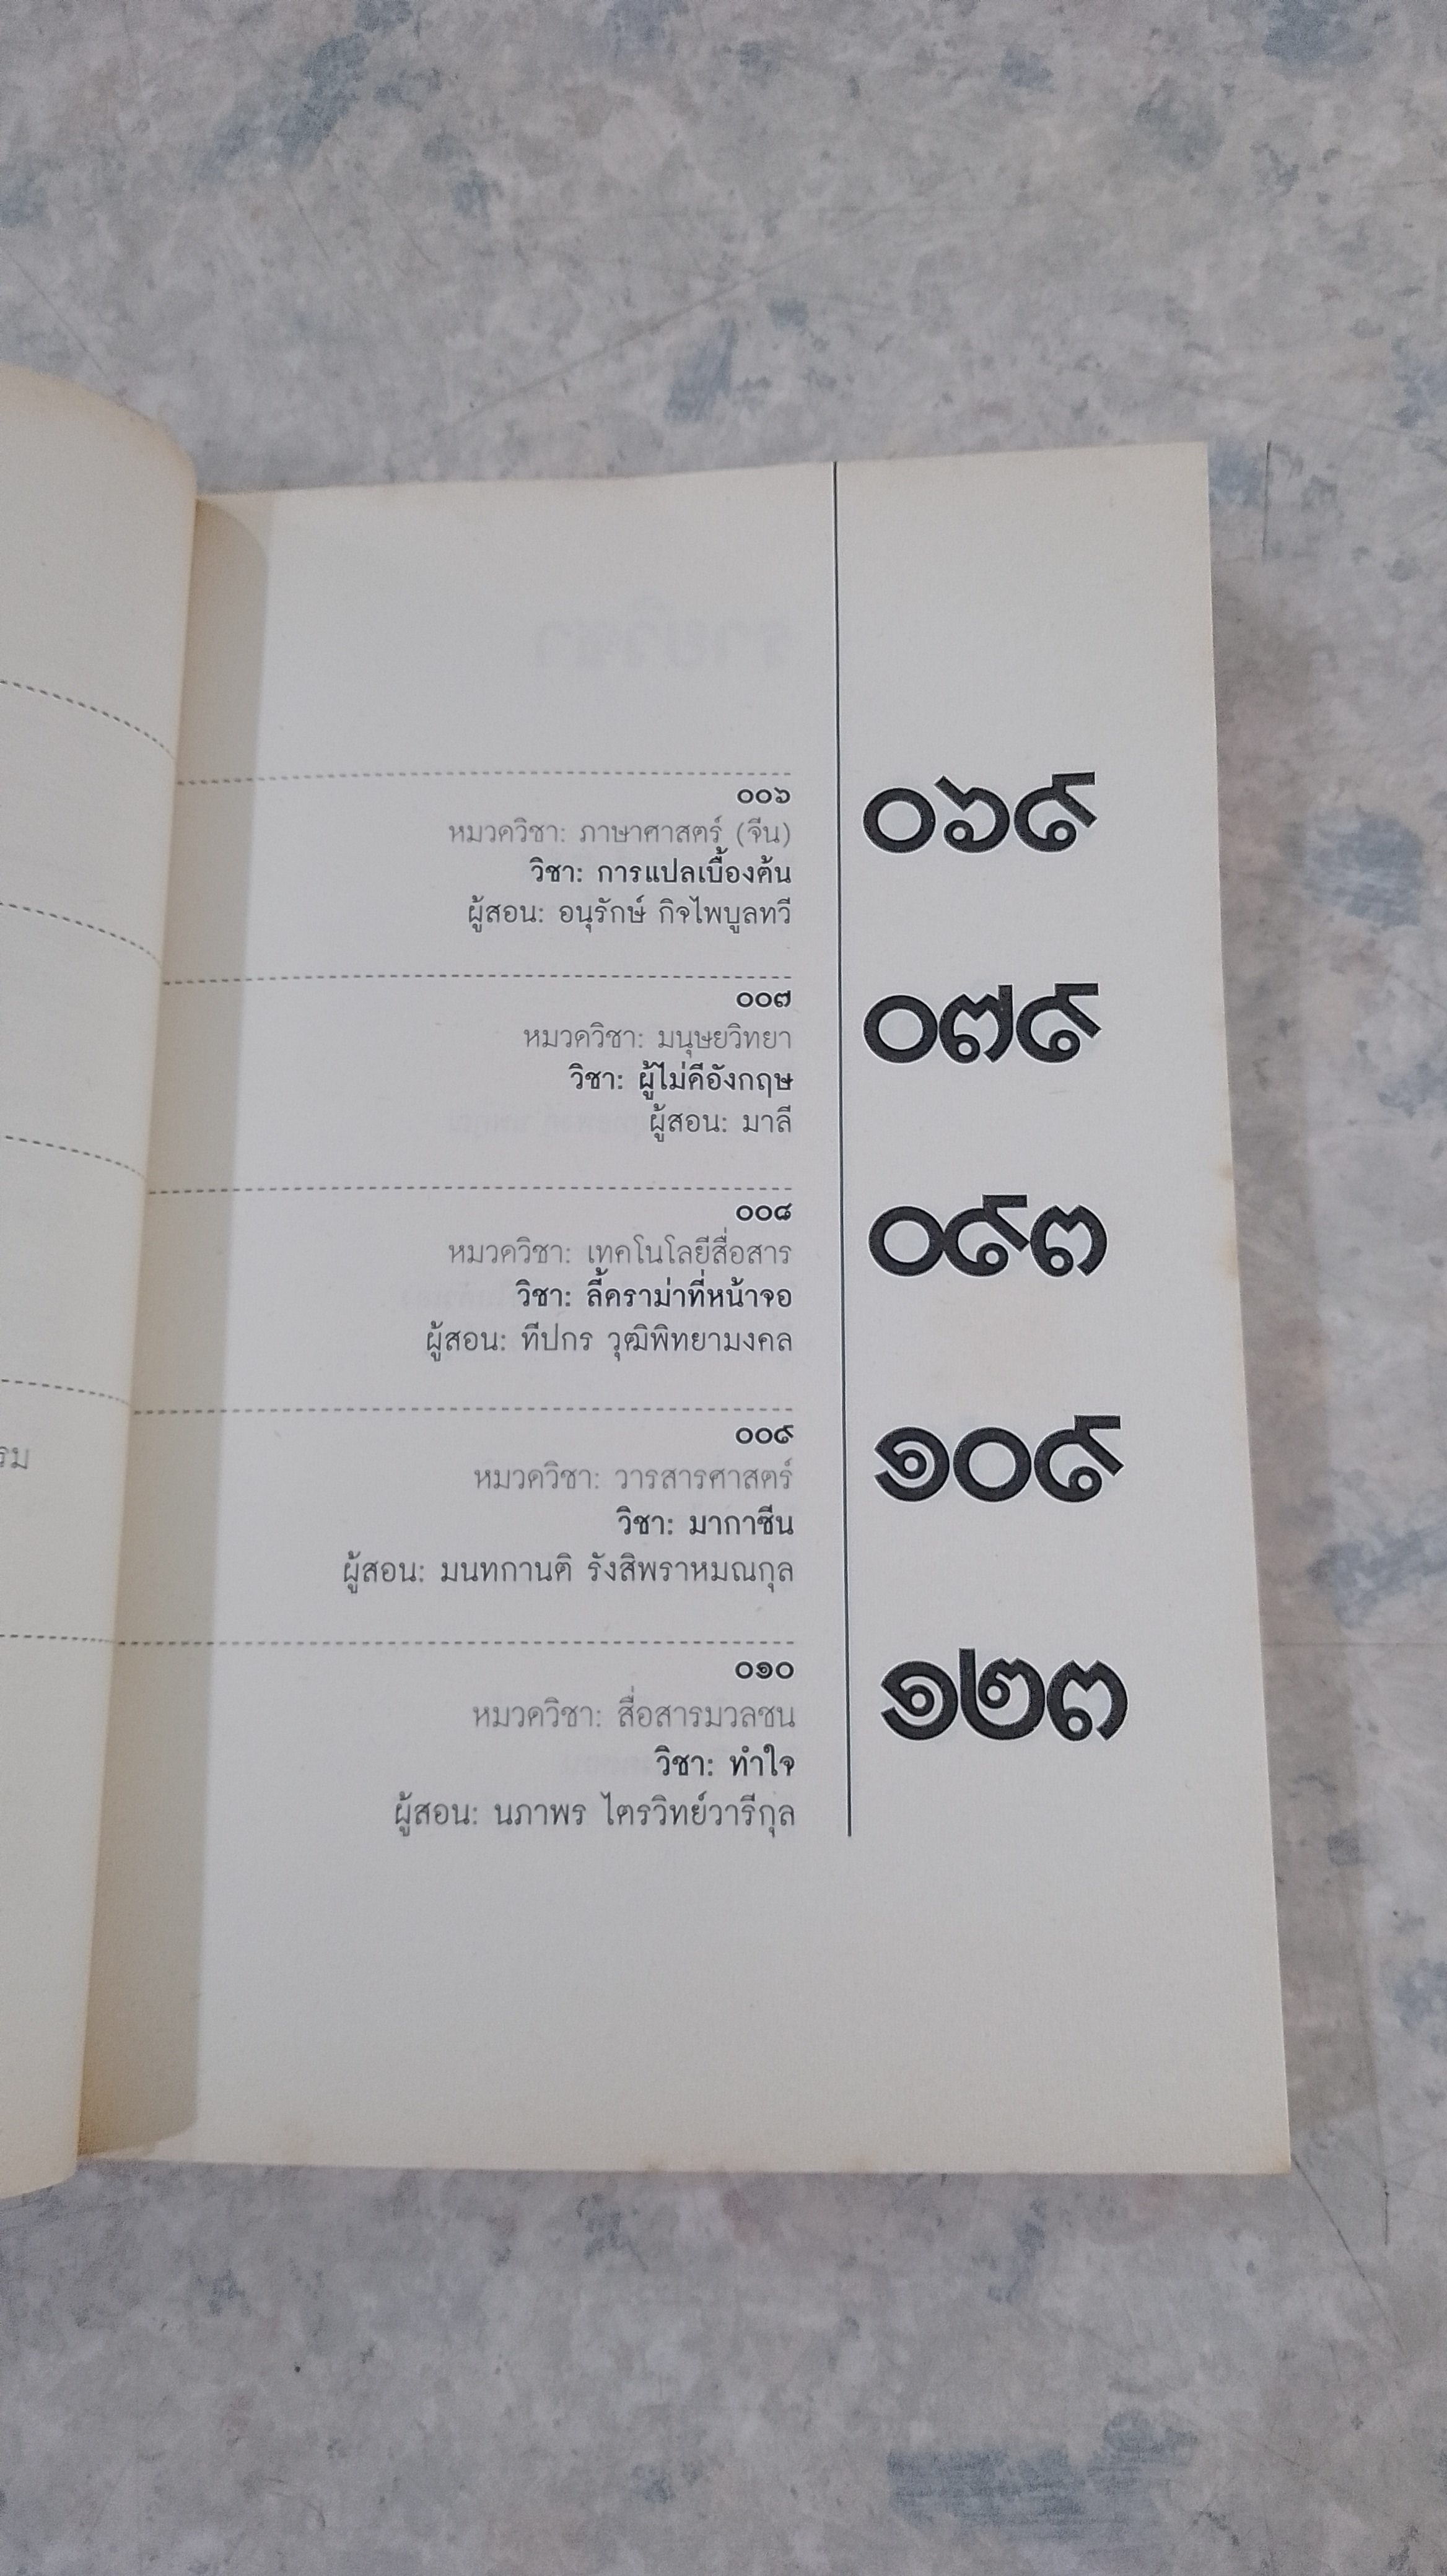 ๐๐๖
หมวดวิชา: ภาษาศาสตร์ (จีน)
วิชา: การแปลเบื้องต้น
ผู้สอน: อนุรักษ์ กิจไพบูลทวี
๐๖๙
๐๐๗
หมวดวิชา: มนุษยวิทยา
วิชา: ผู้ไม่ดีอังกฤษ
ผู้สอน: มาลี
๐๗๙
๐๐๘
หมวดวิชา: เทคโนโลยีสื่อสาร
วิชา: ลี้ดราม่าที่หน้าจอ
ผู้สอน: ทีปกร วุฒิพิทยามงคล
๐๙๓
๐๐๙
หมวดวิชา: วารสารศาสตร์
วิชา: มากาซีน
ผู้สอน: มนทกานติ รังสิพราหมณกุล
๑๐๙
๐๑๐
หมวดวิชา: สื่อสารมวลชน
วิชา: ทำใจ
ผู้สอน: นภาพร ไตรวิทย์วารีกุล
๑๒๓